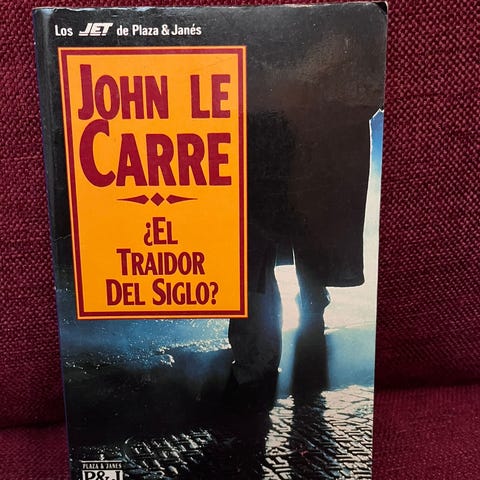 Los JET de Plaza & Janés
JOHN LE
CARRE
¿EL
TRAIDOR
DEL SIGLO?
PLAZA & JANES
P&J